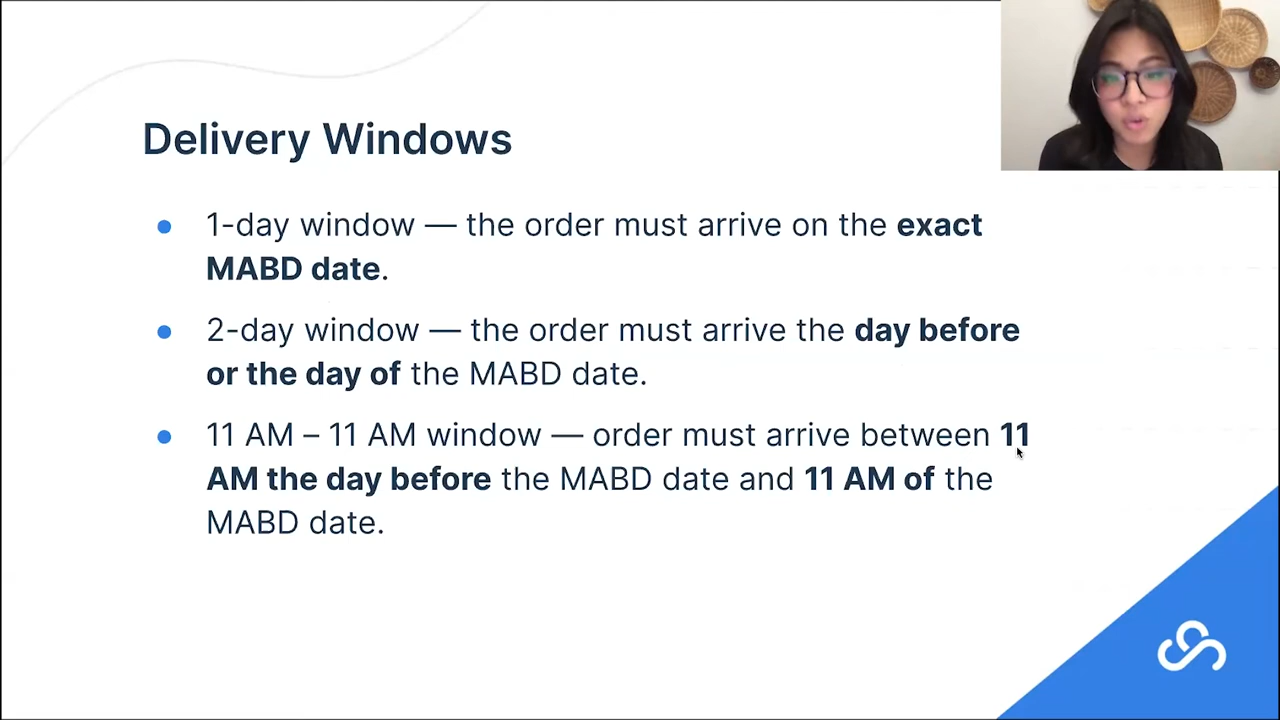 Delivery Windows
● 1-day window — the order must arrive on the exact
MABD date.
● 2-day window — the order must arrive the day before
or the day of the MABD date.
● 11 AM – 11 AM window — order must arrive between 11
AM the day before the MABD date and 11 AM of the
MABD date.